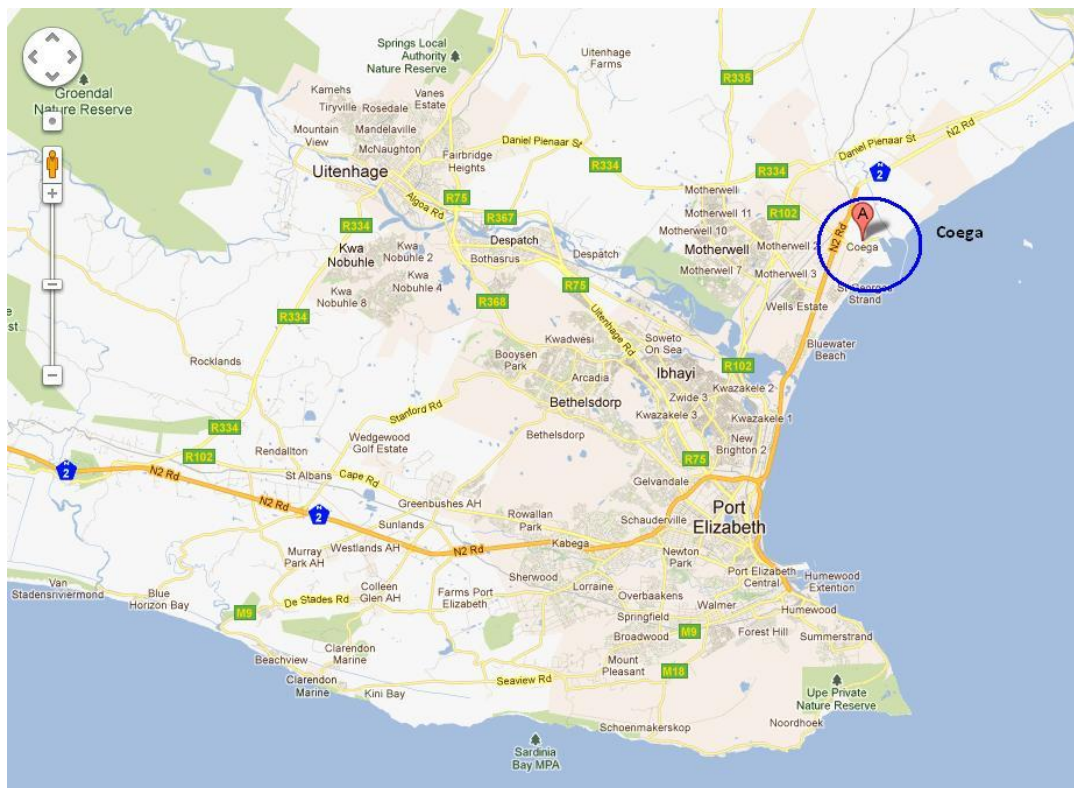 Springs Local
Authority
Nature Reserve
Uitenhage
Farms
R335
Groendal
Nature Reserve
Kamehs
Vanes
Estate
Tiryville
Rosedale
Mountain
View
Mandelaville
McNaughton
Daniel Pienaar St
N2 Rd
Daniel Pienaar St
Fairbridge
Heights
R334
R334
N
2
Uitenhage
R75
Algoa Rd
R367
Motherwell
Motherwell 11
R102
A
R334
Motherwell 10
Coega
Kwa
Nobuhle
Kwa
Nobuhle 2
Despatch
Bothasrus
Despatch
Motherwell
Motherwell 2
N2 Rd
Coega
Kwa
Nobuhle 8
Kwa
Nobuhle 4
R75
Motherwell 7
Motherwell 3
St Georges
Strand
R368
Wells Estate
R334
Uitenhage Rd
Kwadwesi
Soweto
On Sea
Bluewater
Beach
Rocklands
Booysen
Park
R102
Arcadia
Ibhayi
Kwazakele 2
Bethelsdorp
Zwide 3
Stanford Rd
Kwazakele 3
Kwazakele 1
R334
Wedgewood
Golf Estate
Bethelsdorp
New
Brighton 2
R102
Rendallton
R75
N
2
N2 Rd
St Albans
Cape Rd
Gelvandale
N2 Rd
Greenbushes AH
Port
Elizabeth
N
2
Rowallan
Park
Schauderville
Sunlands
Kabega
Murray
Park AH
Westlands AH
N2 Rd
Newton
Park
Van
Stadensriviermond
Blue
Horizon Bay
Colleen
Glen AH
Farms Port
Elizabeth
Sherwood
Lorraine
Port Elizabeth
Central
Humewood
Extention
De Stades Rd
M9
Overbaakens
Walmer
Humewood
Springfield
Broadwood
M9
Forest Hill
Summerstrand
Clarendon
Marine
Beachview
Mount
Pleasant
M18
Clarendon
Marine
Kini Bay
Seaview Rd
Upe Private
Nature Reserve
Schoenmakerskop
Noordhoek
Sardinia
Bay MPA